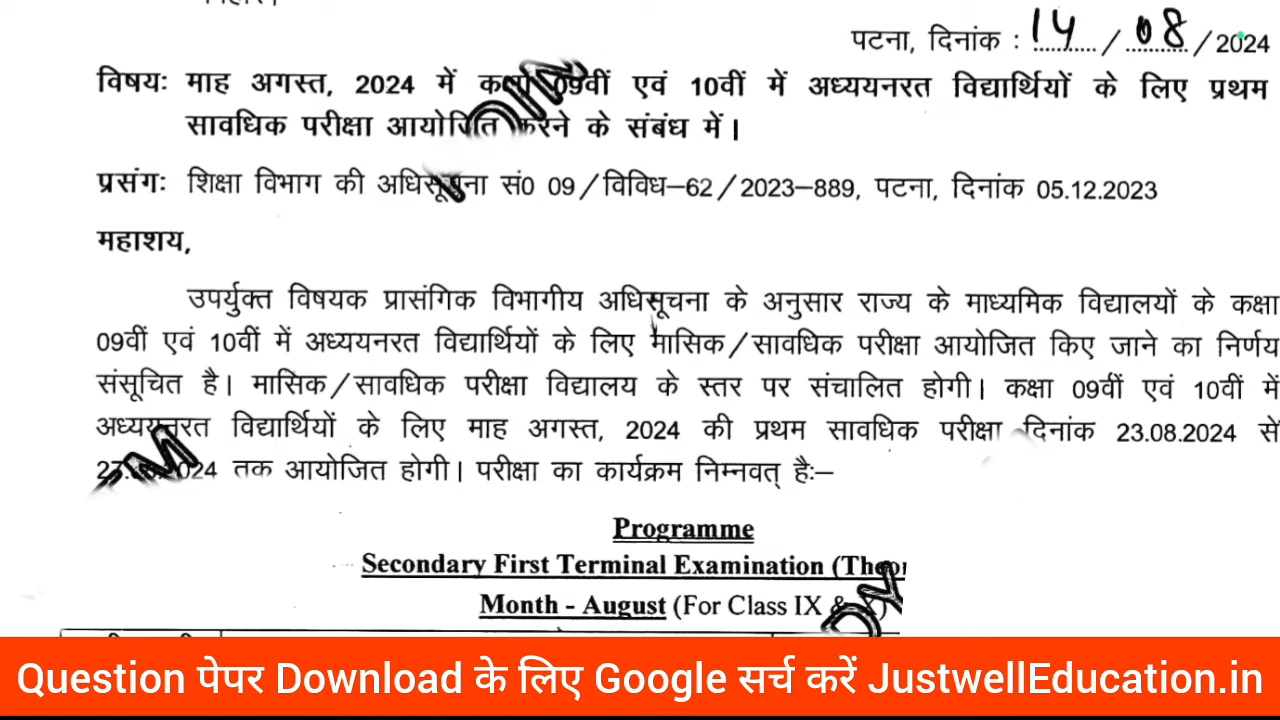 पटना, दिनांक : 14 / 08 / 2024
विषयः माह अगस्त, 2024 में कक्षा 09वीं एवं 10वीं में अध्ययनरत विद्यार्थियों के लिए प्रथम
सावधिक परीक्षा आयोजित करने के संबंध में।
प्रसंगः शिक्षा विभाग की अधिसूचना सं0 09/विविध–62/2023–889, पटना, दिनांक 05.12.2023
महाशय,
उपर्युक्त विषयक प्रासंगिक विभागीय अधिसूचना के अनुसार राज्य के माध्यमिक विद्यालयों के कक्षा
09वीं एवं 10वीं में अध्ययनरत विद्यार्थियों के लिए मासिक/सावधिक परीक्षा आयोजित किए जाने का निर्णय
संसूचित है। मासिक/सावधिक परीक्षा विद्यालय के स्तर पर संचालित होगी। कक्षा 09वीं एवं 10वीं में
अध्ययनरत विद्यार्थियों के लिए माह अगस्त, 2024 की प्रथम सावधिक परीक्षा दिनांक 23.08.2024 से
तक आयोजित होगी। परीक्षा का कार्यक्रम निम्नवत् हैः–
Programme
Secondary First Terminal Examination
Month - August (For Class IX &
Question पेपर Download के लिए Google सर्च करें JustwellEducation.in